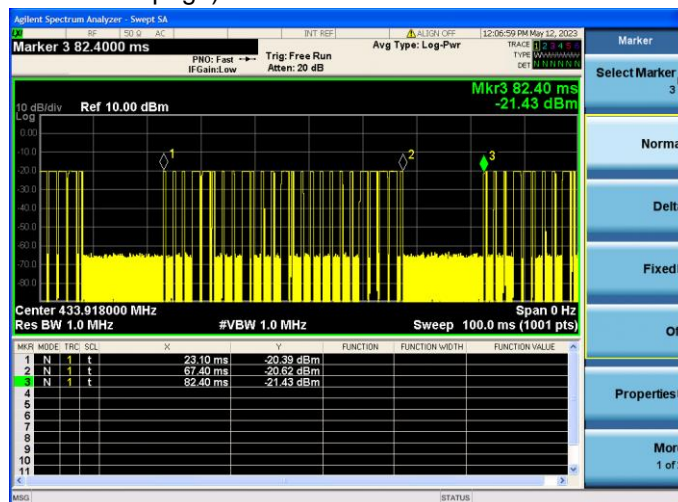 page)
Agilent Spectrum Analyzer - Swept SA
RF 50 Ω AC INT REF ALIGN OFF 12:06:59 PM May 12, 2023
Marker 3 82.4000 ms
PNO: Fast Trig: Free Run
IFGain:Low Atten: 20 dB
Avg Type: Log-Pwr
TRACE 1 2 3 4 5 6
TYPE WWWWWW
DET N N N N N N
Mkr3 82.40 ms
-21.43 dBm
10 dB/div Ref 10.00 dBm
Log
0.00
-10.0
-20.0
-30.0
-40.0
-50.0
-60.0
-70.0
-80.0
1
2
3
Center 433.918000 MHz Span 0 Hz
Res BW 1.0 MHz #VBW 1.0 MHz Sweep 100.0 ms (1001 pts)
MKR MODE TRC SCL X Y FUNCTION FUNCTION WIDTH FUNCTION VALUE
1 N 1 t 23.10 ms -20.39 dBm
2 N 1 t 67.40 ms -20.62 dBm
3 N 1 t 82.40 ms -21.43 dBm
4
5
6
7
8
9
10
11
MSG STATUS
Marker
Select Marker
3
Norma
Delt
Fixed
Of
Properties
Mor
1 of